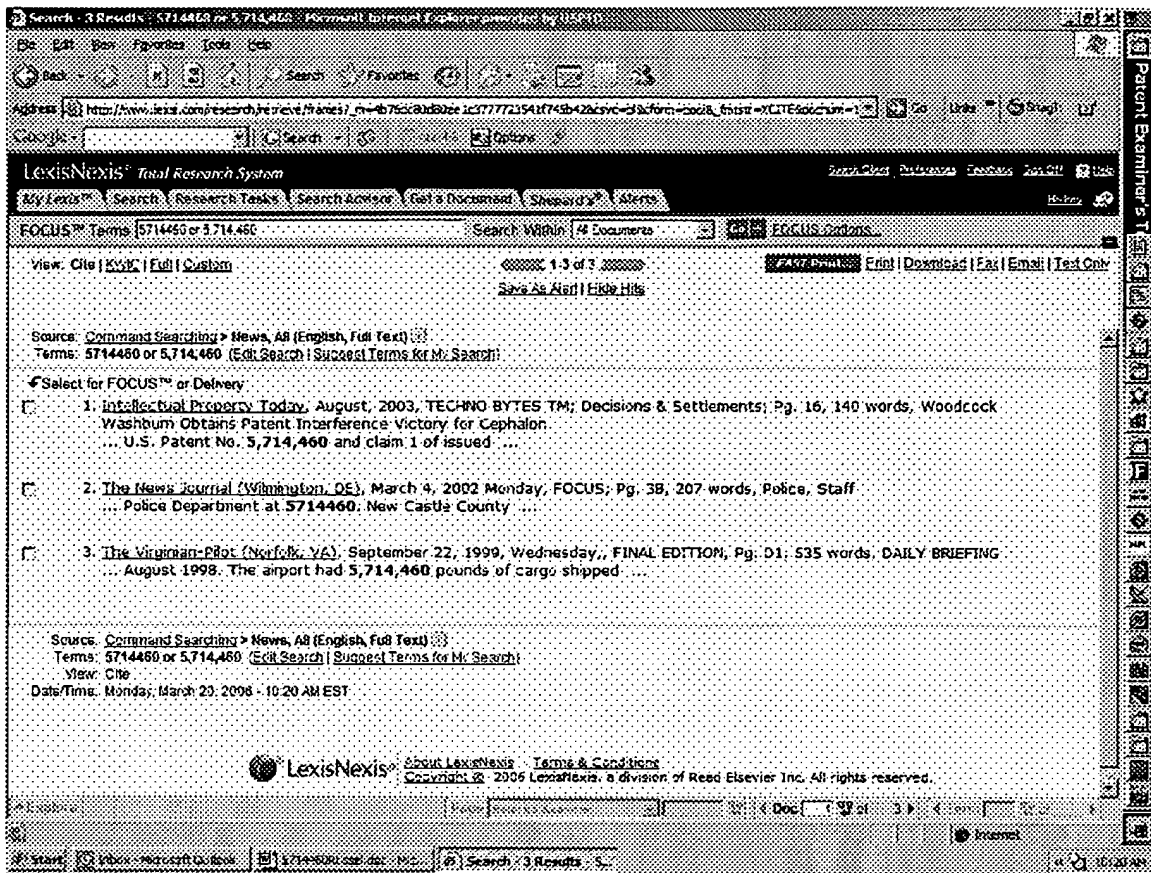 Search - 3 Results - 5714460 or 5,714,460 - Microsoft Internet Explorer provided by USPTO
File Edit View Favorites Tools Help
Back Search Favorites
Address Go Links SnagIt
Google Search Options
LexisNexis® Total Research System
Switch Client Preferences Feedback Sign Off Help
My Lexis™ Search Research Tasks Search Advisor Get a Document Shepard's® Alerts
History
FOCUS™ Terms 5714460 or 5,714,460 Search Within All Documents Go FOCUS Options...
View: Cite | KWIC | Full | Custom
1-3 of 3
FAST Print Print | Download | Fax | Email | Text Only
Save As Alert | Hide Hits
Source: Command Searching > News, All (English, Full Text)
Terms: 5714460 or 5,714,460 (Edit Search | Suggest Terms for My Search)
Select for FOCUS™ or Delivery
1. Intellectual Property Today, August, 2003, TECHNO BYTES TM; Decisions & Settlements; Pg. 16, 140 words, Woodcock
Washburn Obtains Patent Interference Victory for Cephalon
... U.S. Patent No. 5,714,460 and claim 1 of issued ...
2. The News Journal (Wilmington, DE), March 4, 2002 Monday, FOCUS; Pg. 3B, 207 words, Police, Staff
... Police Department at 5714460. New Castle County ...
3. The Virginian-Pilot (Norfolk, VA), September 22, 1999, Wednesday,, FINAL EDITION, Pg. D1, 535 words, DAILY BRIEFING
... August 1998. The airport had 5,714,460 pounds of cargo shipped ...
Source: Command Searching > News, All (English, Full Text)
Terms: 5714460 or 5,714,460 (Edit Search | Suggest Terms for My Search)
View: Cite
Date/Time: Monday, March 20, 2006 - 10:20 AM EST
LexisNexis® About LexisNexis Terms & Conditions
Copyright © 2006 LexisNexis, a division of Reed Elsevier Inc. All rights reserved.
Explore Doc 1 of 3
Internet
Start Inbox - Microsoft Outlook Search - 3 Results - 5... 10:20 AM
Patent Examiner's T